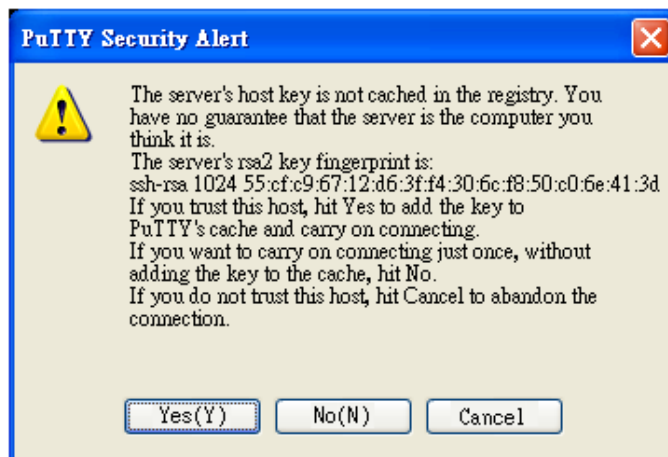 PuTTY Security Alert
The server's host key is not cached in the registry. You
have no guarantee that the server is the computer you
think it is.
The server's rsa2 key fingerprint is:
ssh-rsa 1024 55:cf:c9:67:12:d6:3f:f4:30:6c:f8:50:c0:6e:41:3d
If you trust this host, hit Yes to add the key to
PuTTY's cache and carry on connecting.
If you want to carry on connecting just once, without
adding the key to the cache, hit No.
If you do not trust this host, hit Cancel to abandon the
connection.
Yes(Y) No(N) Cancel